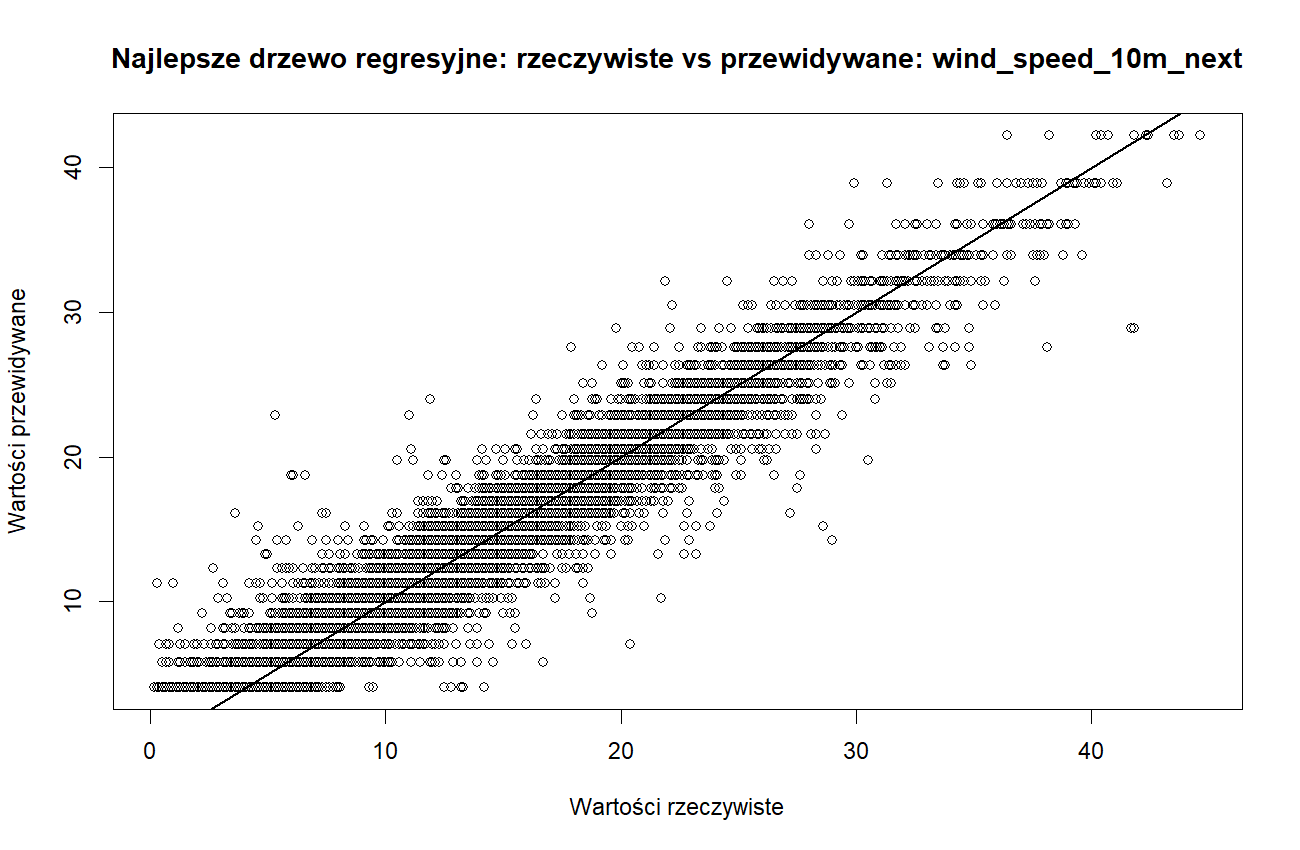 Najlepsze drzewo regresyjne: rzeczywiste vs przewidywane: wind_speed_10m_next
Wartości przewidywane
40
30
20
10
0 10 20 30 40
Wartości rzeczywiste